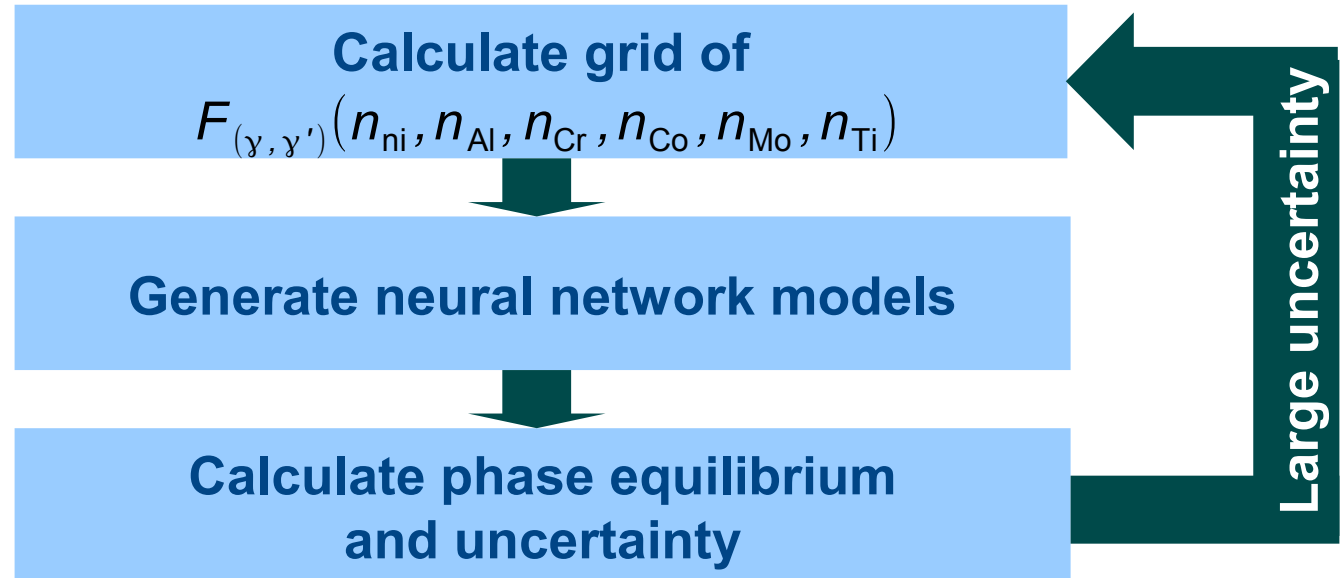 Calculate grid of
F(γ,γ')(nni,nAl,nCr,nCo,nMo,nTi)
Generate neural network models
Calculate phase equilibrium
and uncertainty
Large uncertainty